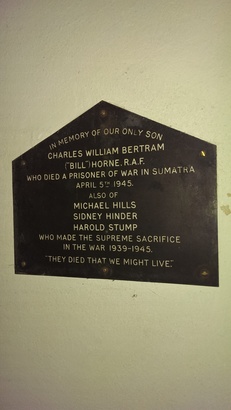 IN MEMORY OF OUR ONLY SON
CHARLES WILLIAM BERTRAM
("BILL") HORNE. R.A.F.
WHO DIED A PRISONER OF WAR IN SUMATRA
APRIL 5TH 1945.
ALSO OF
MICHAEL HILLS
SIDNEY HINDER
HAROLD STUMP
WHO MADE THE SUPREME SACRIFICE
IN THE WAR 1939-1945.
"THEY DIED THAT WE MIGHT LIVE."